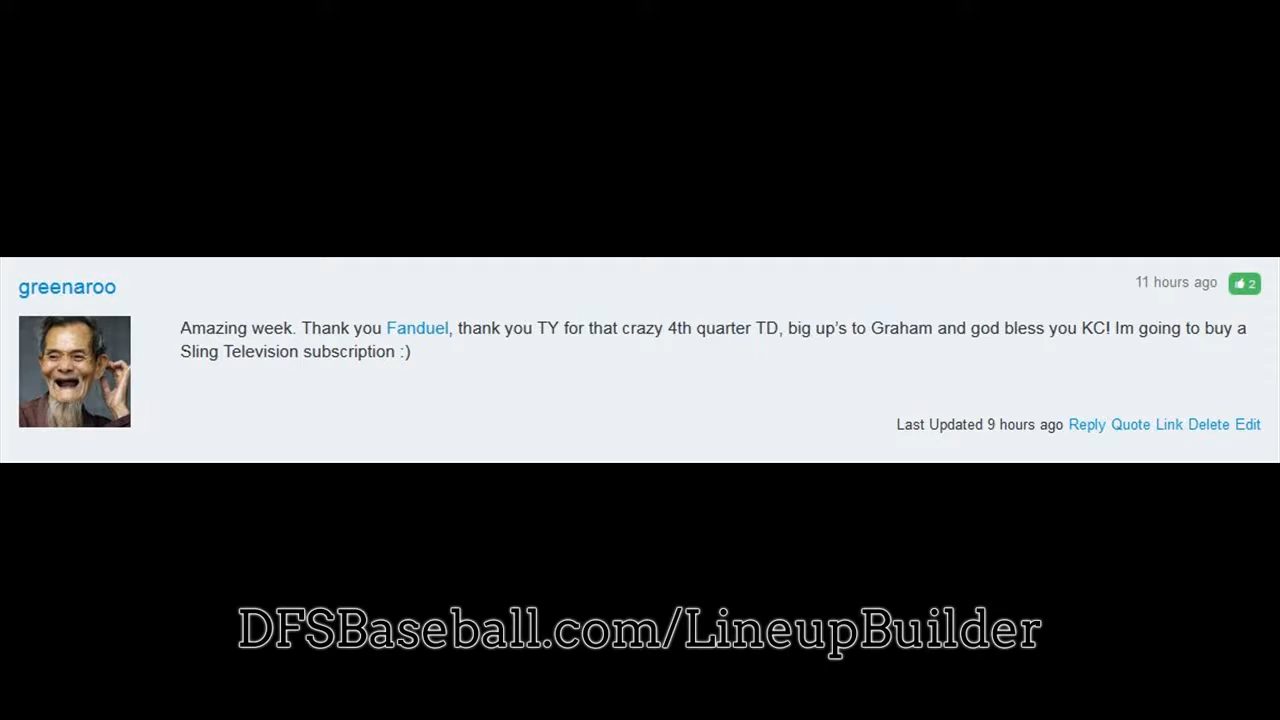 greenaroo
11 hours ago
2
Amazing week. Thank you Fanduel, thank you TY for that crazy 4th quarter TD, big up's to Graham and god bless you KC! Im going to buy a
Sling Television subscription :)
Last Updated 9 hours ago Reply Quote Link Delete Edit
DFSBaseball.com/LineupBuilder